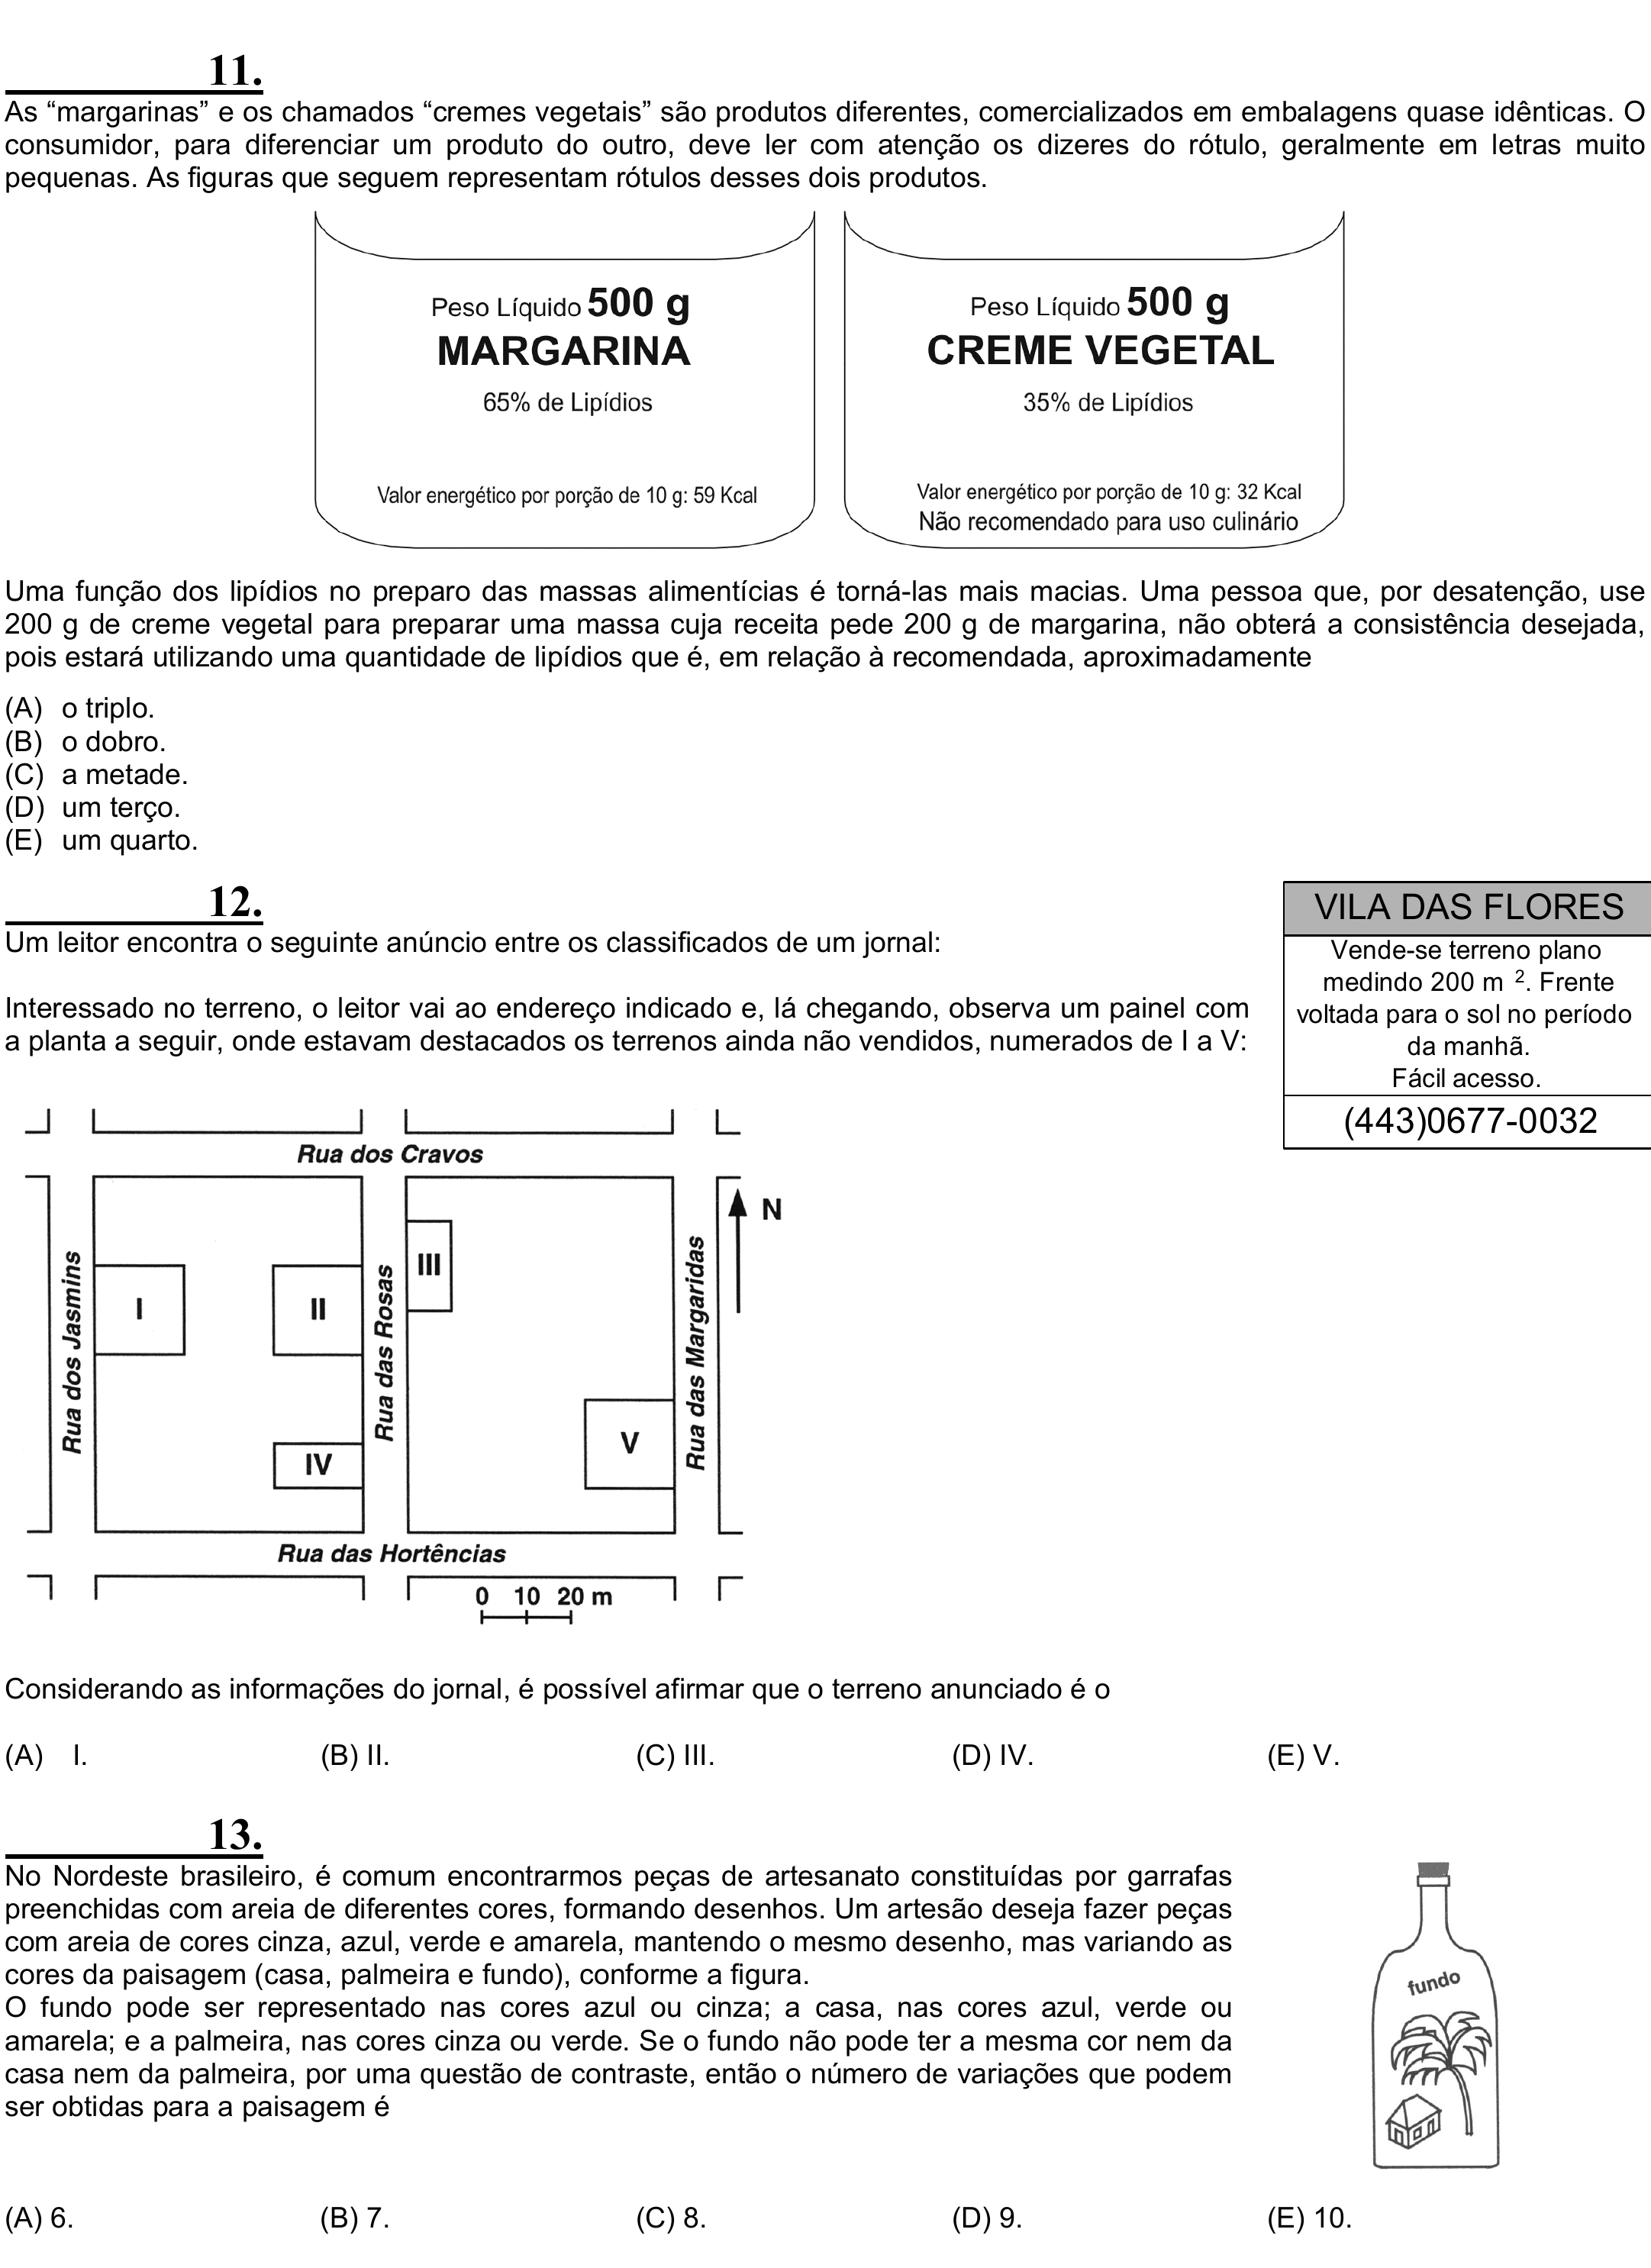 11.
As “margarinas” e os chamados “cremes vegetais” são produtos diferentes, comercializados em embalagens quase idênticas. O
consumidor, para diferenciar um produto do outro, deve ler com atenção os dizeres do rótulo, geralmente em letras muito
pequenas. As figuras que seguem representam rótulos desses dois produtos.
Peso Líquido 500 g
MARGARINA
65% de Lipídios
Valor energético por porção de 10 g: 59 Kcal
Peso Líquido 500 g
CREME VEGETAL
35% de Lipídios
Valor energético por porção de 10 g: 32 Kcal
Não recomendado para uso culinário
Uma função dos lipídios no preparo das massas alimentícias é torná-las mais macias. Uma pessoa que, por desatenção, use
200 g de creme vegetal para preparar uma massa cuja receita pede 200 g de margarina, não obterá a consistência desejada,
pois estará utilizando uma quantidade de lipídios que é, em relação à recomendada, aproximadamente
(A) o triplo.
(B) o dobro.
(C) a metade.
(D) um terço.
(E) um quarto.
12.
Um leitor encontra o seguinte anúncio entre os classificados de um jornal:
VILA DAS FLORES
Vende-se terreno plano
medindo 200 m ². Frente
voltada para o sol no período
da manhã.
Fácil acesso.
(443)0677-0032
Interessado no terreno, o leitor vai ao endereço indicado e, lá chegando, observa um painel com
a planta a seguir, onde estavam destacados os terrenos ainda não vendidos, numerados de I a V:
Rua dos Cravos
N
Rua dos Jasmins
I
II
Rua das Rosas
III
Rua das Margaridas
IV
V
Rua das Hortências
0 10 20 m
Considerando as informações do jornal, é possível afirmar que o terreno anunciado é o
(A) I. (B) II. (C) III. (D) IV. (E) V.
13.
No Nordeste brasileiro, é comum encontrarmos peças de artesanato constituídas por garrafas
preenchidas com areia de diferentes cores, formando desenhos. Um artesão deseja fazer peças
com areia de cores cinza, azul, verde e amarela, mantendo o mesmo desenho, mas variando as
cores da paisagem (casa, palmeira e fundo), conforme a figura.
O fundo pode ser representado nas cores azul ou cinza; a casa, nas cores azul, verde ou
amarela; e a palmeira, nas cores cinza ou verde. Se o fundo não pode ter a mesma cor nem da
casa nem da palmeira, por uma questão de contraste, então o número de variações que podem
ser obtidas para a paisagem é
fundo
(A) 6. (B) 7. (C) 8. (D) 9. (E) 10.